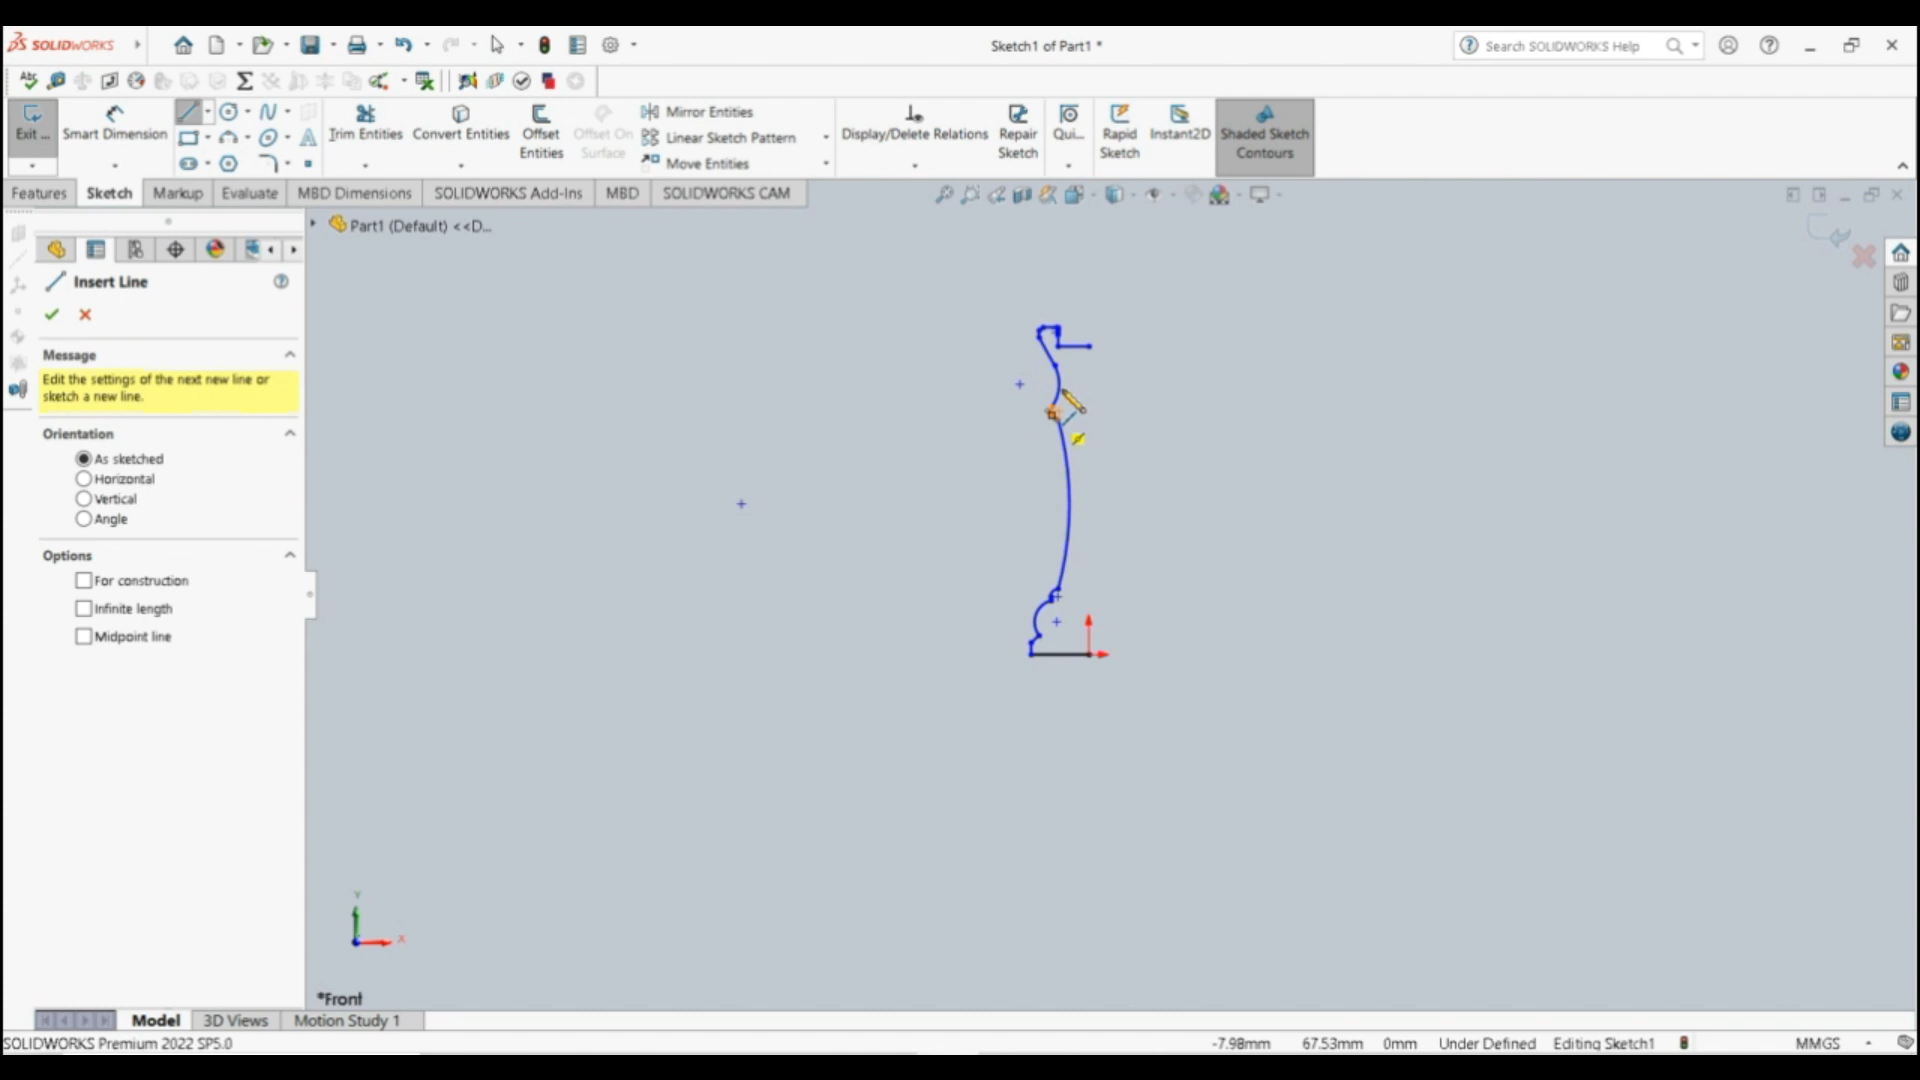 SOLIDWORKS
Sketch1 of Part1 *
Search SOLIDWORKS Help
Exit ...
Smart Dimension
Trim Entities
Convert Entities
Offset Entities
Offset On Surface
Mirror Entities
Linear Sketch Pattern
Move Entities
Display/Delete Relations
Repair Sketch
Qui...
Rapid Sketch
Instant2D
Shaded Sketch Contours
Features
Sketch
Markup
Evaluate
MBD Dimensions
SOLIDWORKS Add-Ins
MBD
SOLIDWORKS CAM
Part1 (Default) <<D...
Insert Line
Message
Edit the settings of the next new line or
sketch a new line.
Orientation
As sketched
Horizontal
Vertical
Angle
Options
For construction
Infinite length
Midpoint line
Y
X
*Front
Model
3D Views
Motion Study 1
SOLIDWORKS Premium 2022 SP5.0
-7.98mm
67.53mm
0mm
Under Defined
Editing Sketch1
MMGS